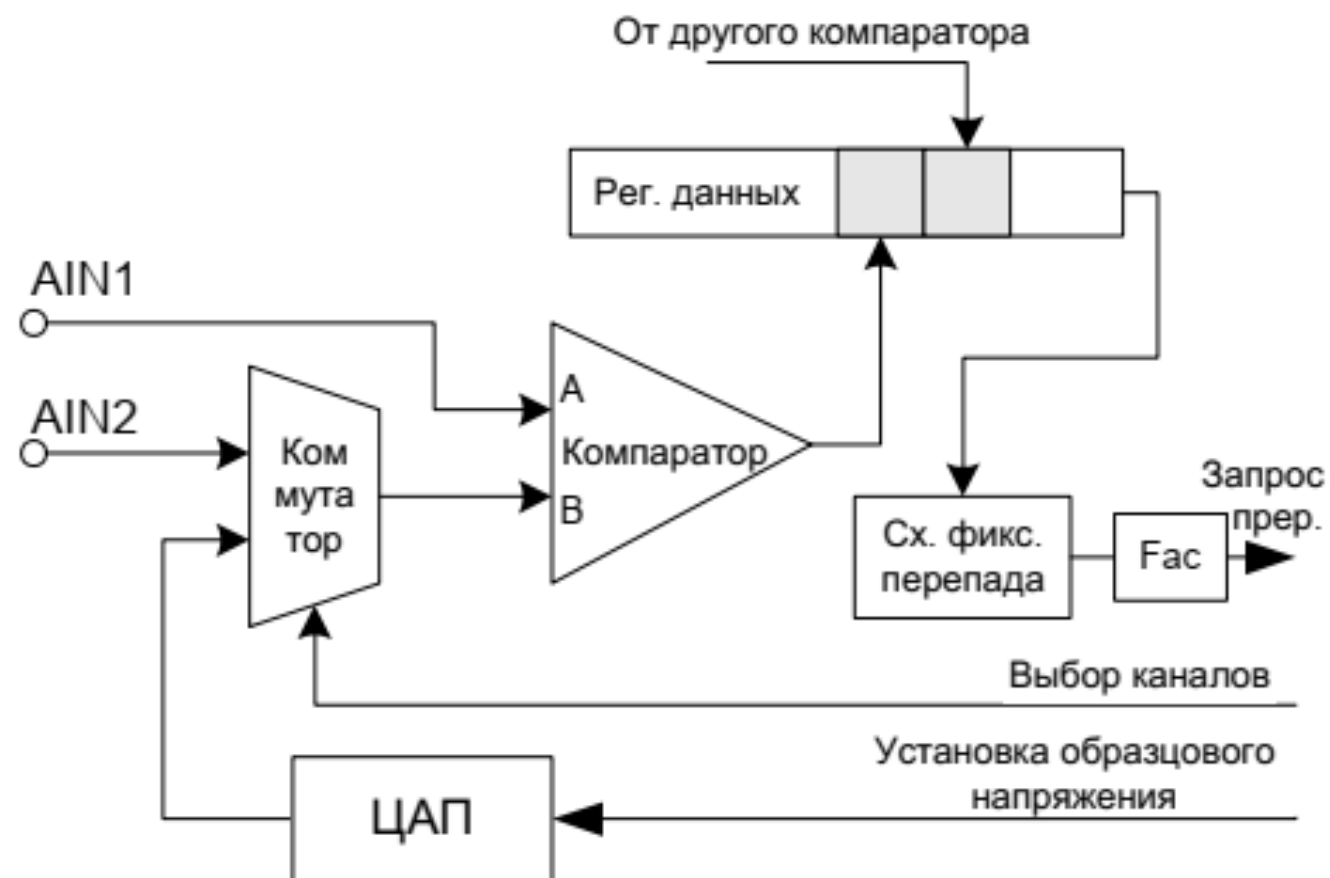 От другого компаратора
Рег. данных
AIN1
AIN2
Ком
мута
тор
A
Компаратор
B
Запрос
прер.
Сх. фикс.
перепада
Fac
Выбор каналов
Установка образцового
напряжения
ЦАП